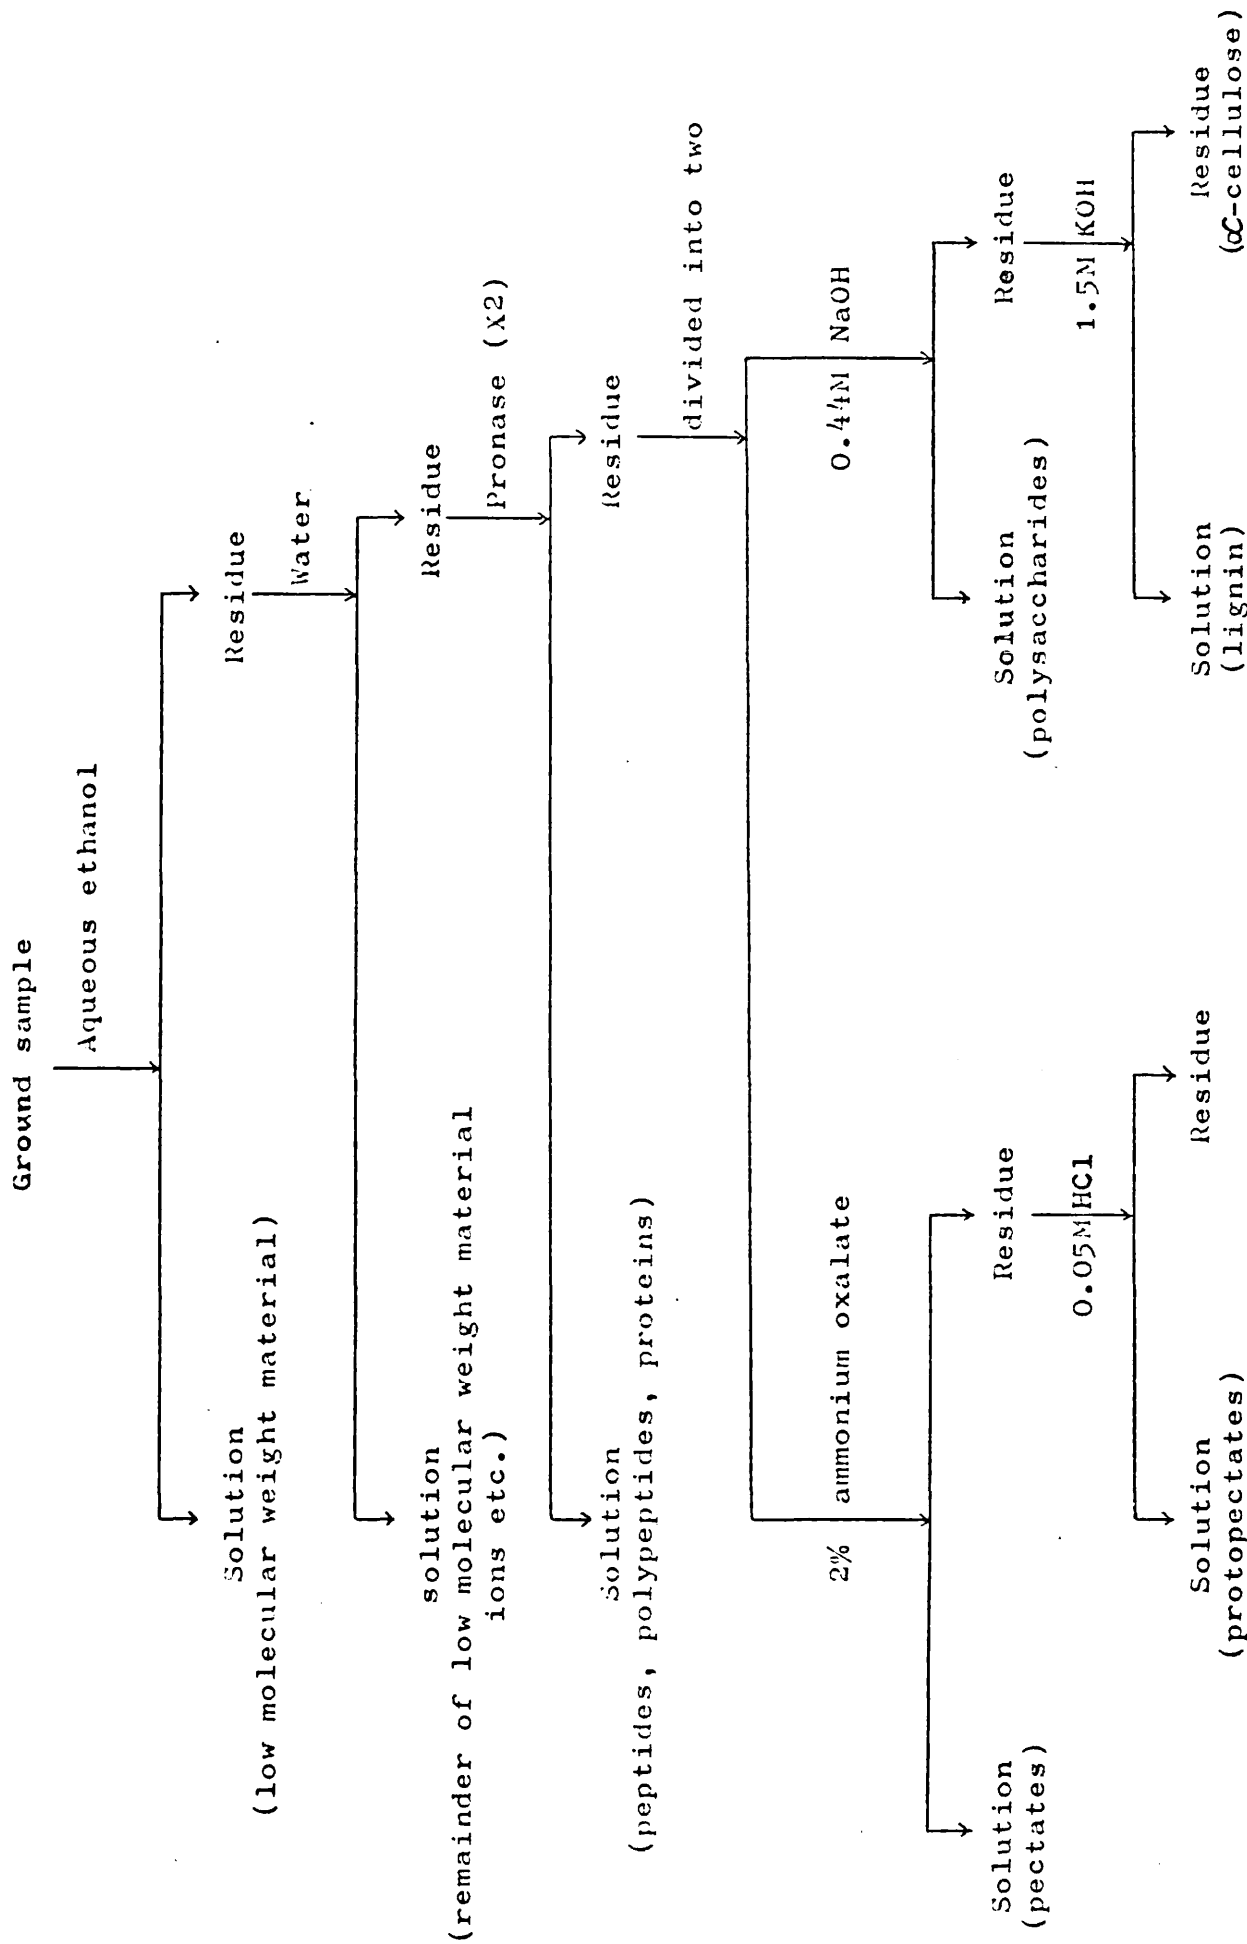 Ground sample
Aqueous ethanol
Solution
(low molecular weight material)
Residue
Water
solution
(remainder of low molecular weight material
ions etc.)
Residue
Pronase (X2)
Solution
(peptides, polypeptides, proteins)
Residue
divided into two
2% ammonium oxalate
0.44M NaOH
Solution
(pectates)
Residue
Solution
(polysaccharides)
Residue
0.05M HCl
1.5M KOH
Solution
(protopectates)
Residue
Solution
(lignin)
Residue
(α-cellulose)